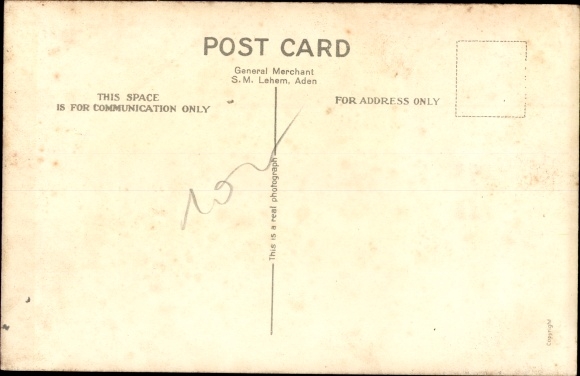 POST CARD
General Merchant
S. M. Lehem, Aden
THIS SPACE
IS FOR COMMUNICATION ONLY
FOR ADDRESS ONLY
This is a real photograph
Copyright